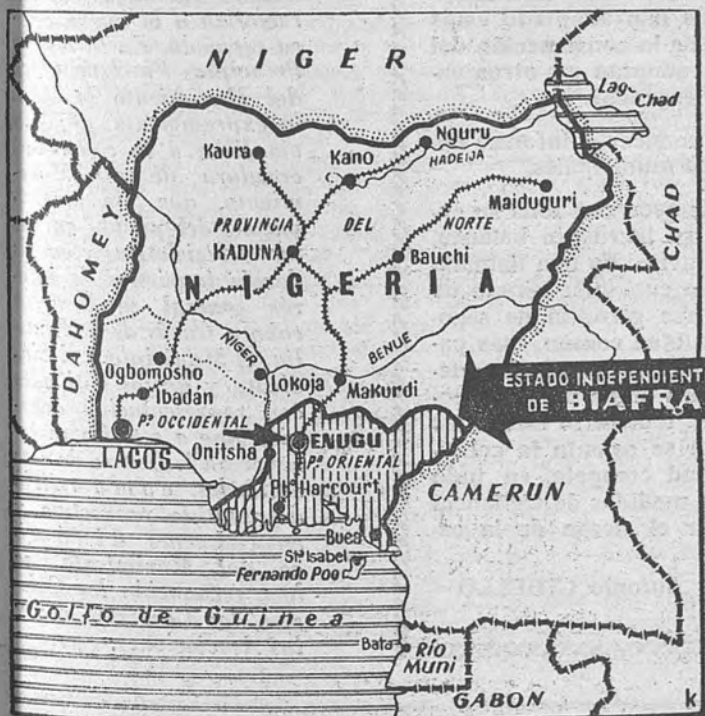 NIGER
Lag-
Chad
Nguru
Kaura
Kano
HADEIJA
Maiduguri
CHAD
PROVINCIA DEL NORTE
KADUNA
Bauchi
DAHOMEY
NIGERIA
NIGER
BENUE
Ogbomosho
Lokoja
Makurdi
Ibadán
ESTADO INDEPENDIENT
DE BIAFRA
Pª OCCIDENTAL
ENUGU
LAGOS
Onitsha
Pª ORIENTAL
Pt. Harcourt
CAMERUN
Buea
Stª Isabel
Fernando Poo
Golfo de Guinea
Bata
Río
Muni
GABON
k